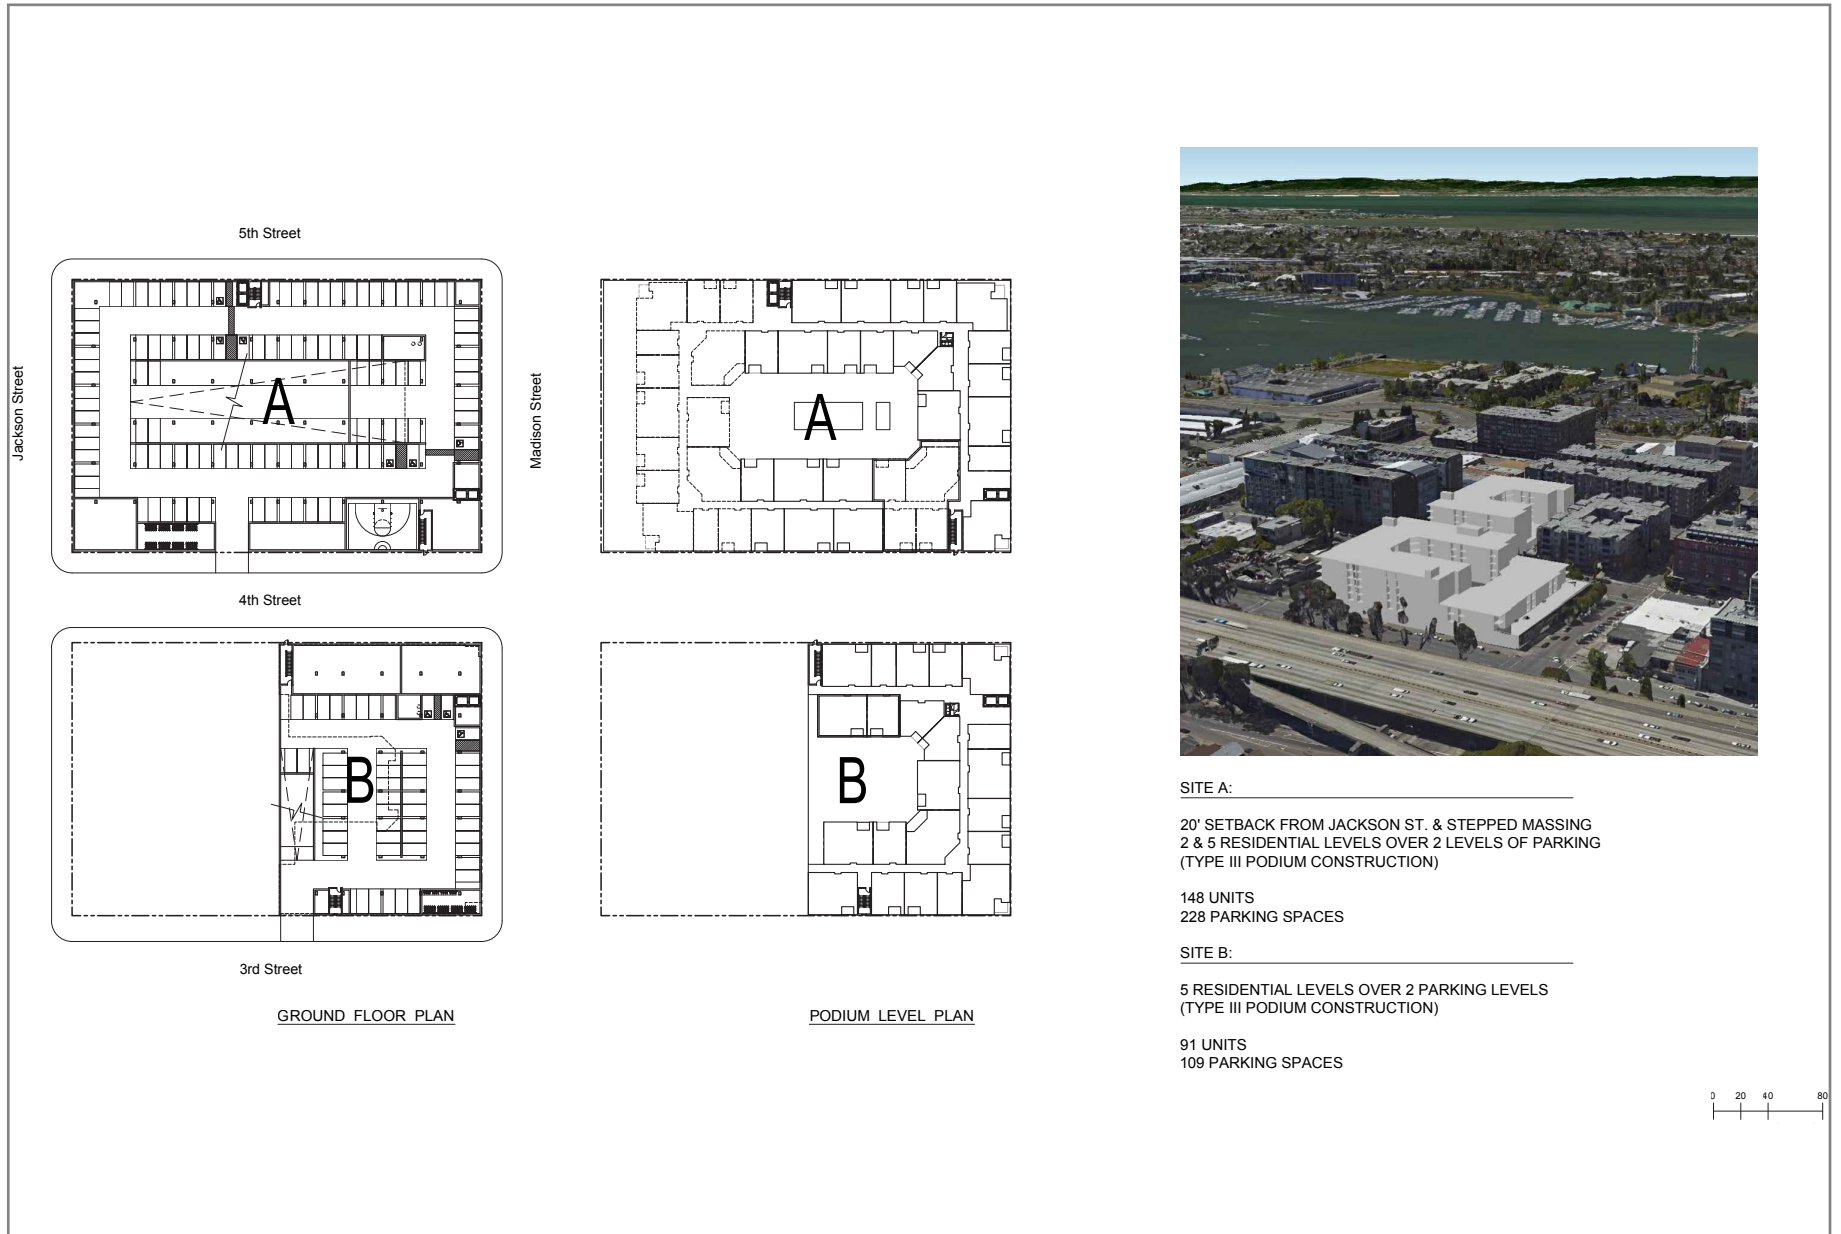 5th Street
Jackson Street
A
Madison Street
A
4th Street
B
B
3rd Street
GROUND FLOOR PLAN
PODIUM LEVEL PLAN
SITE A:
20' SETBACK FROM JACKSON ST. & STEPPED MASSING
2 & 5 RESIDENTIAL LEVELS OVER 2 LEVELS OF PARKING
(TYPE III PODIUM CONSTRUCTION)
148 UNITS
228 PARKING SPACES
SITE B:
5 RESIDENTIAL LEVELS OVER 2 PARKING LEVELS
(TYPE III PODIUM CONSTRUCTION)
91 UNITS
109 PARKING SPACES
0 20 40 80